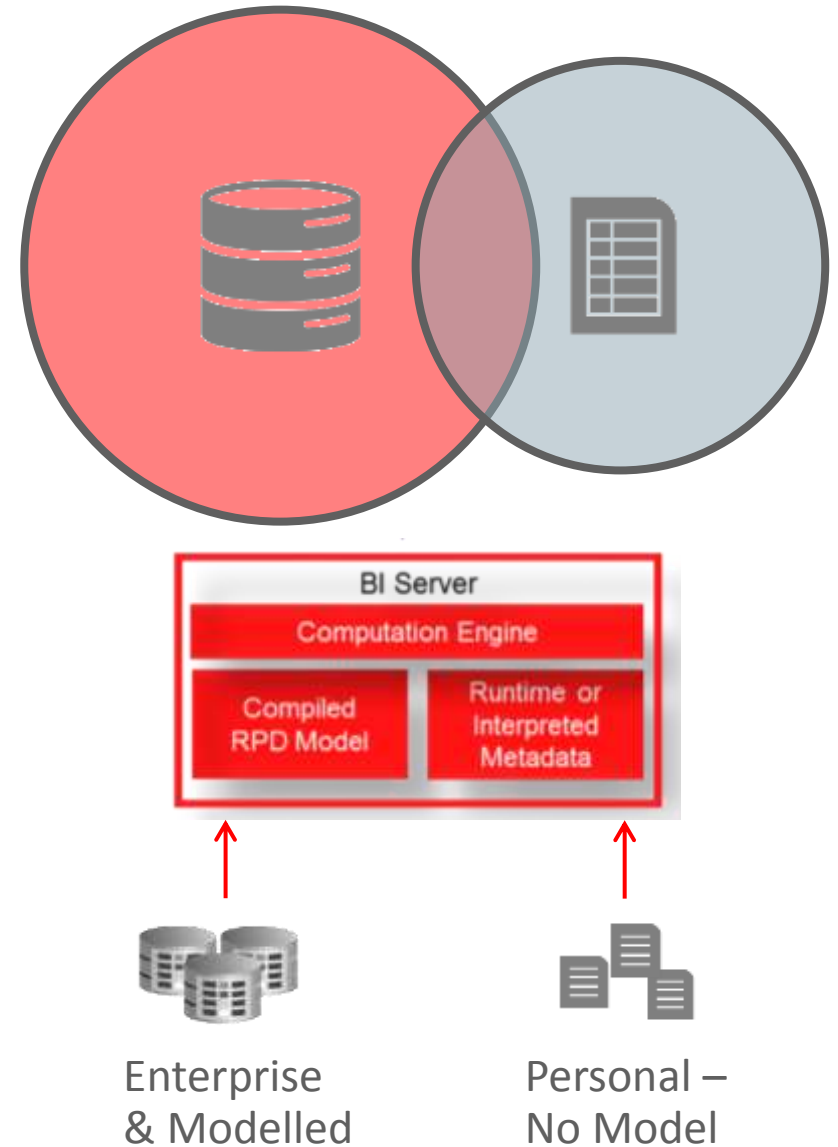 BI Server
Computation Engine
Compiled
RPD Model
Runtime or
Interpreted
Metadata
Enterprise
& Modelled
Personal –
No Model